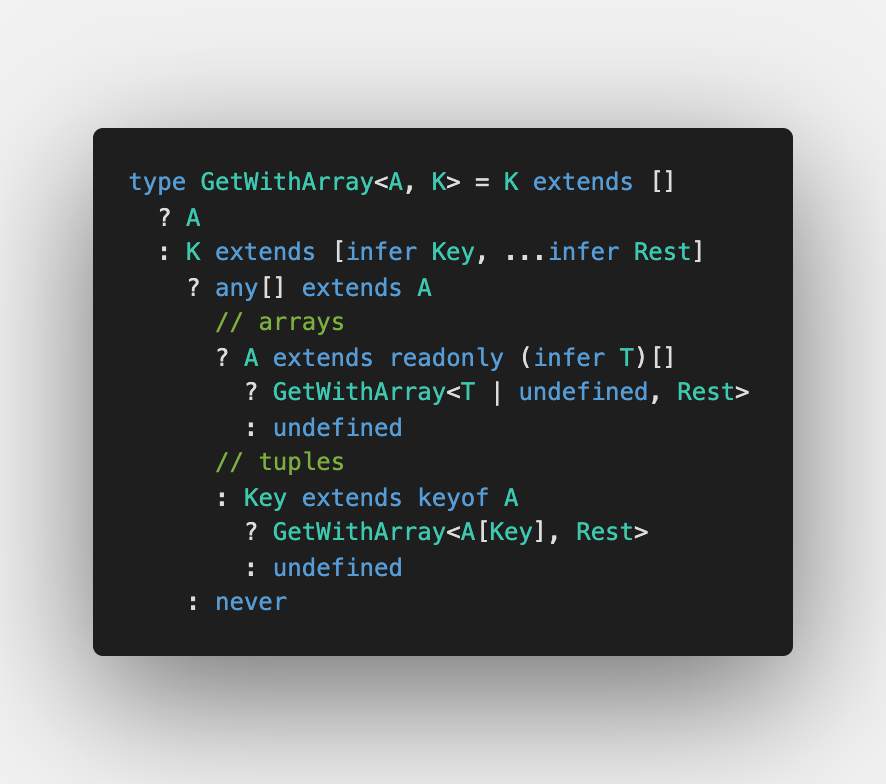 type GetWithArray<A, K> = K extends []
  ? A
  : K extends [infer Key, ...infer Rest]
    ? any[] extends A
      // arrays
      ? A extends readonly (infer T)[]
        ? GetWithArray<T | undefined, Rest>
        : undefined
      // tuples
      : Key extends keyof A
        ? GetWithArray<A[Key], Rest>
        : undefined
    : never